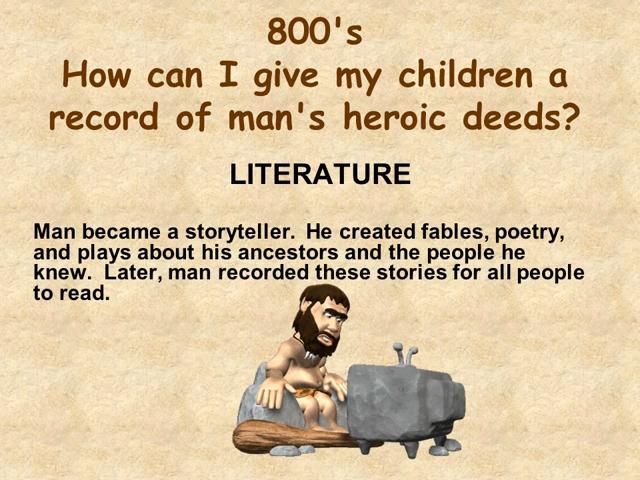 800's
How can I give my children a
record of man's heroic deeds?
LITERATURE
Man became a storyteller.  He created fables, poetry,
and plays about his ancestors and the people he
knew.  Later, man recorded these stories for all people
to read.